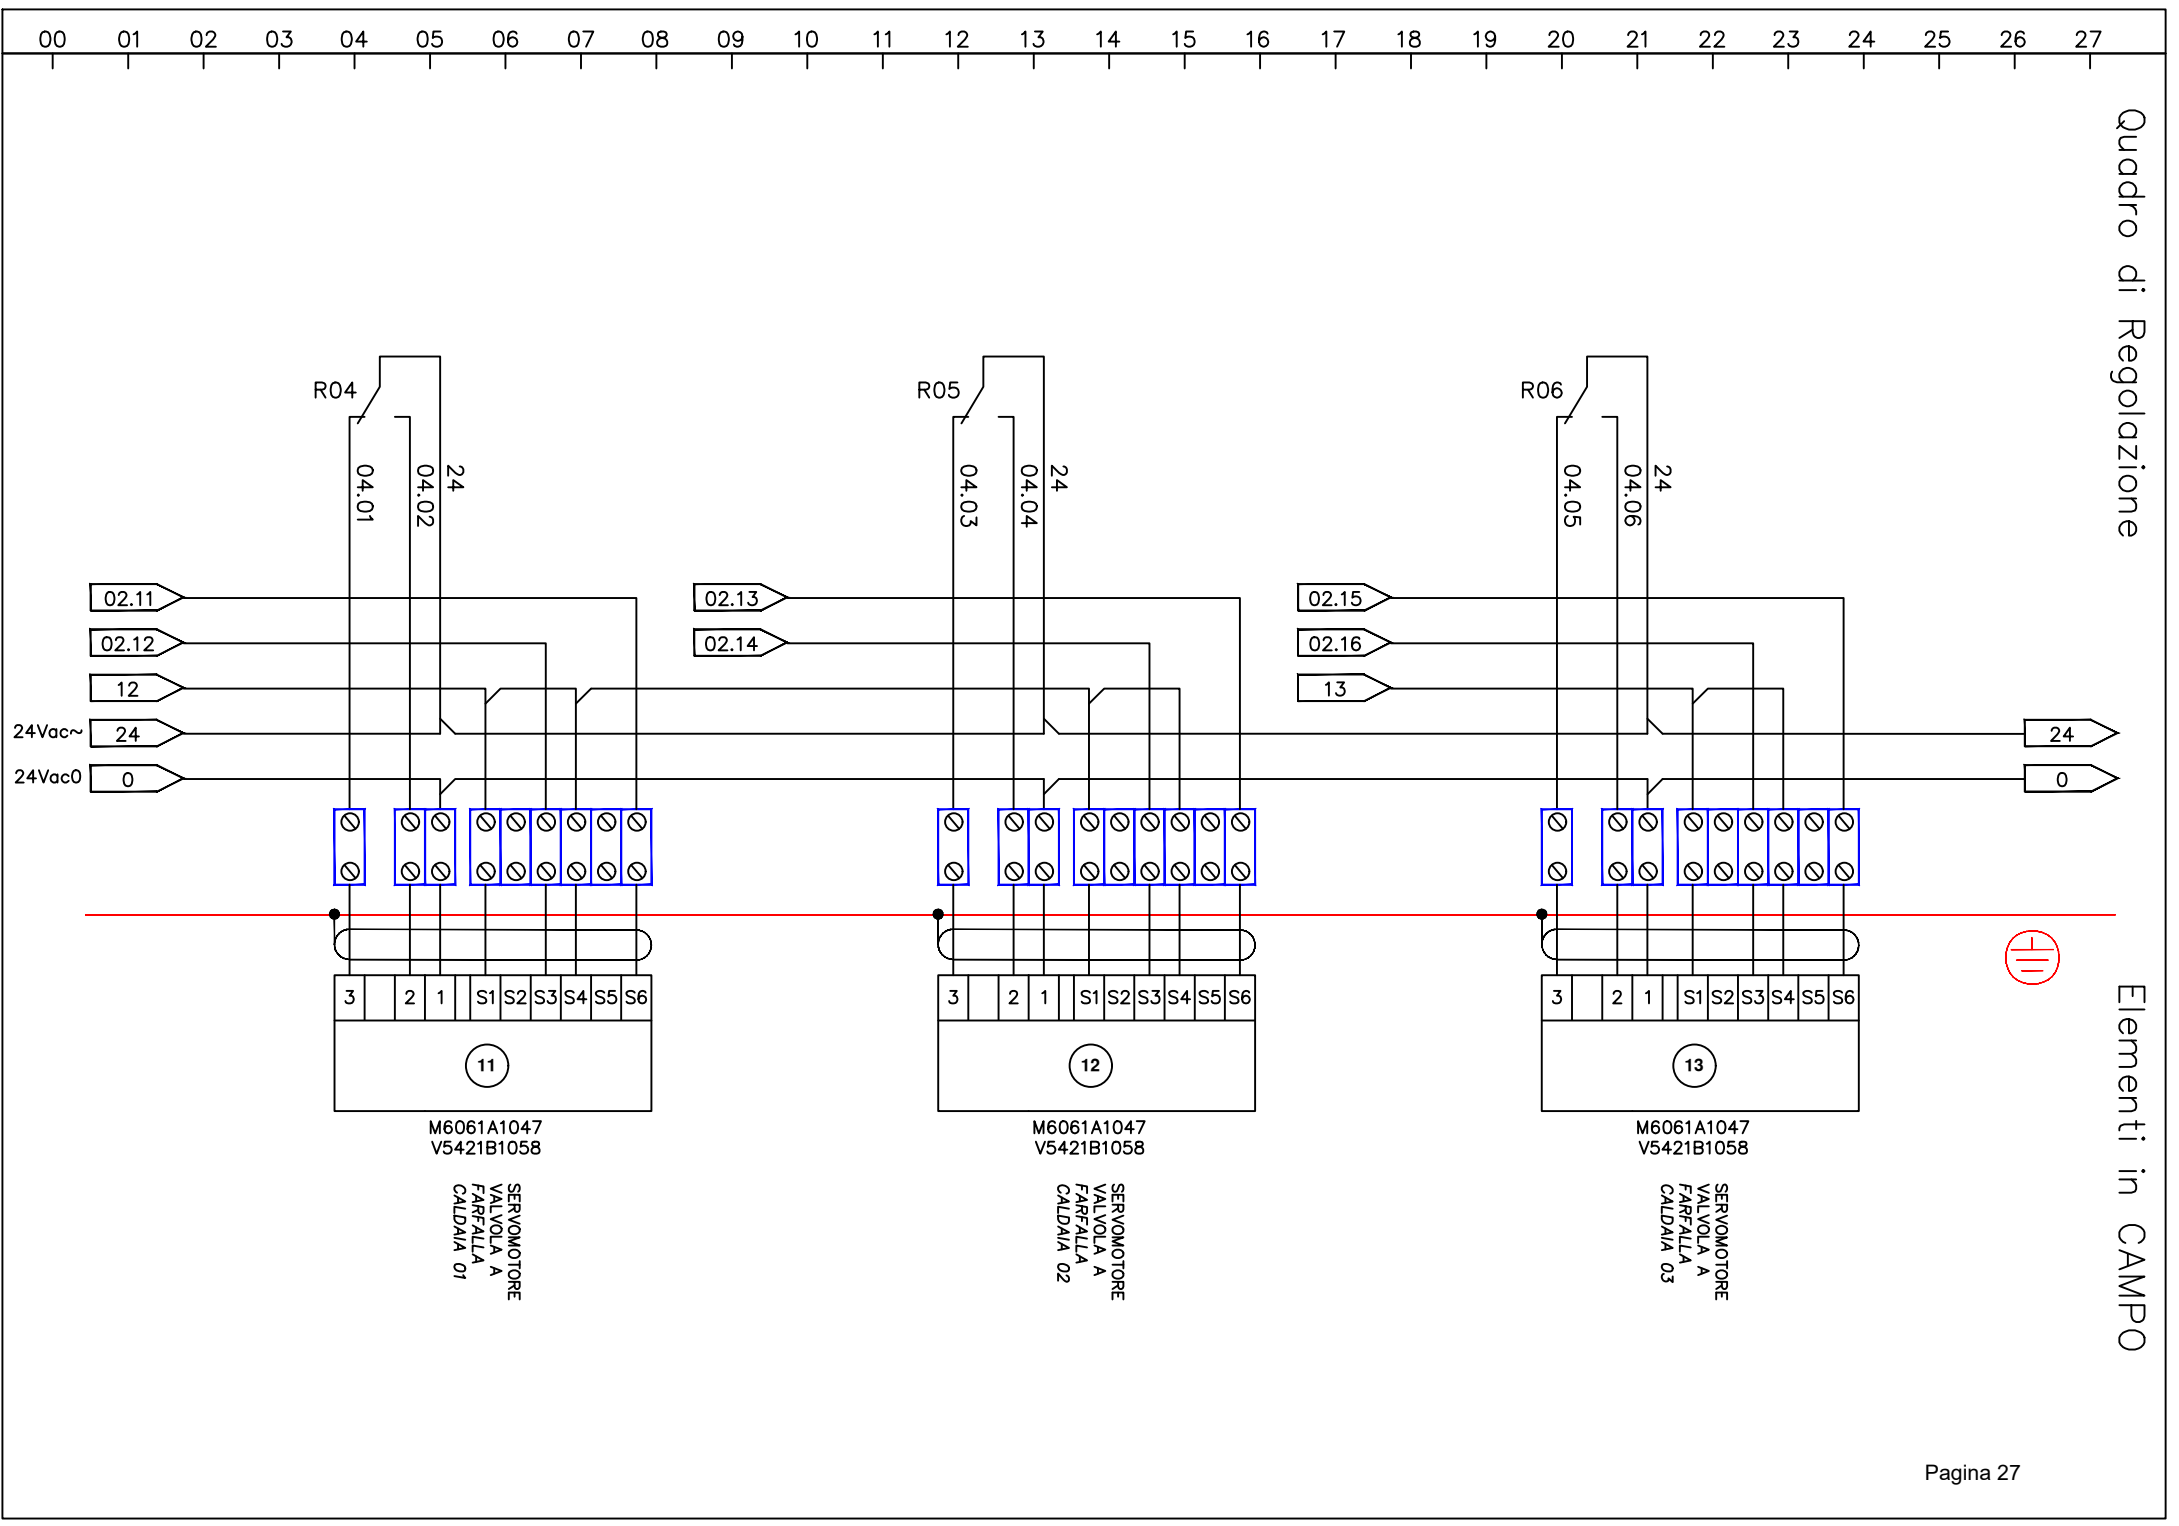 00 01 02 03 04 05 06 07 08 09 10 11 12 13 14 15 16 17 18 19 20 21 22 23 24 25 26 27
Quadro di Regolazione
R04 R05 R06
04.01 04.02 24 04.03 04.04 24 04.05 04.06 24
02.11 02.13 02.15
02.12 02.14 02.16
12 13
24Vac~ 24 24
24Vac0 0 0
3 2 1 S1 S2 S3 S4 S5 S6 3 2 1 S1 S2 S3 S4 S5 S6 3 2 1 S1 S2 S3 S4 S5 S6
11 12 13
M6061A1047 M6061A1047 M6061A1047
V5421B1058 V5421B1058 V5421B1058
SERVOMOTORE
VALVOLA A
FARFALLA
CALDAIA 01
SERVOMOTORE
VALVOLA A
FARFALLA
CALDAIA 02
SERVOMOTORE
VALVOLA A
FARFALLA
CALDAIA 03
Elementi in CAMPO
Pagina 27